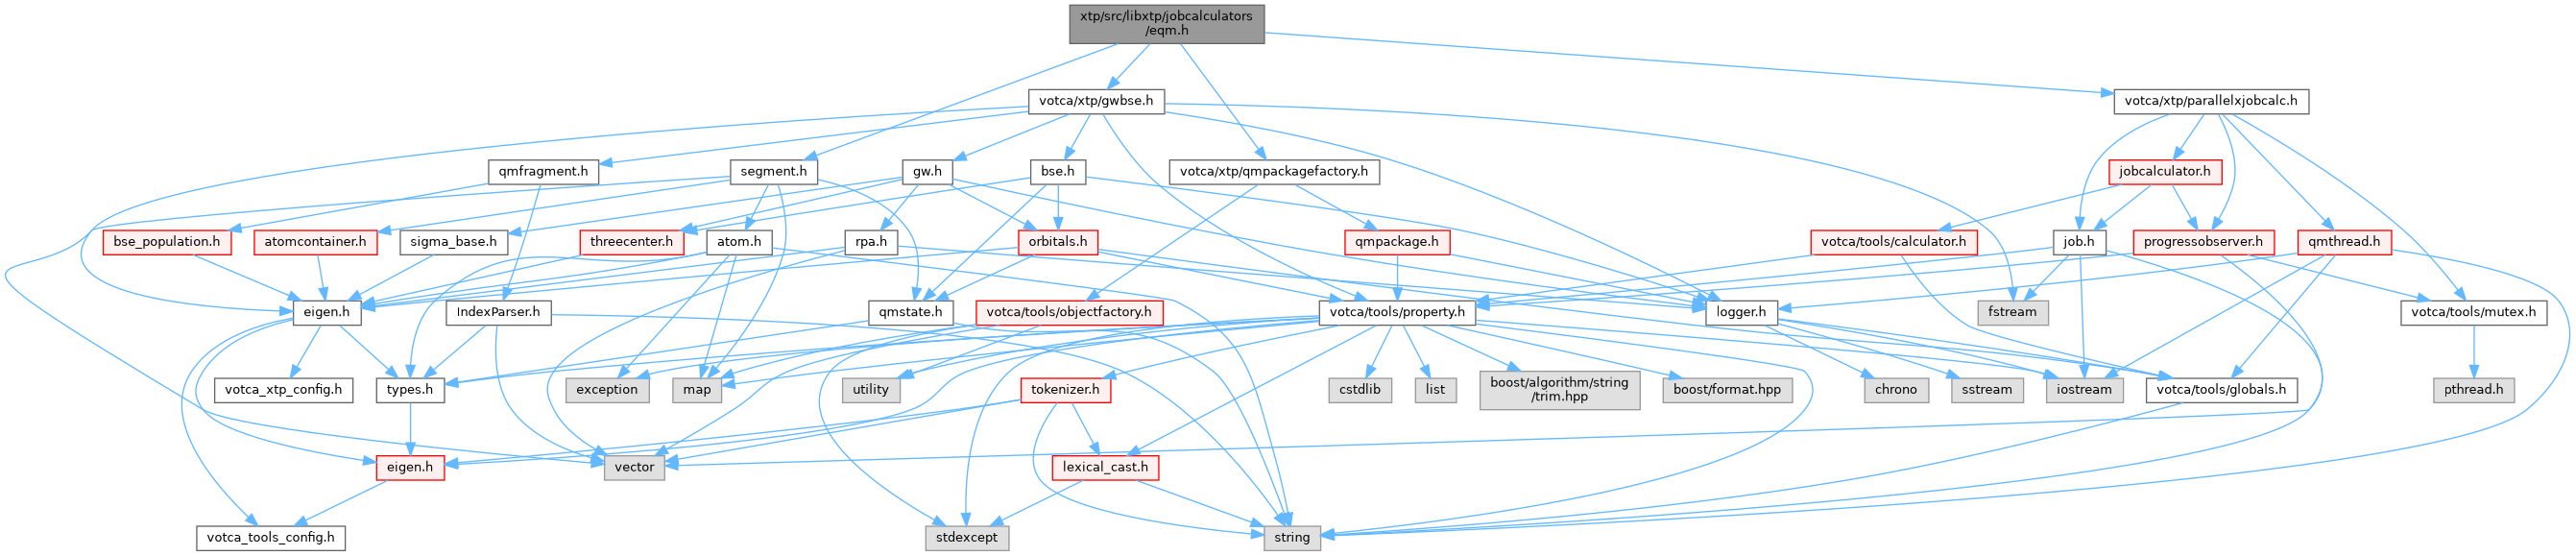 xtp/src/libxtp/jobcalculators
/eqm.h
votca/xtp/gwbse.h
votca/xtp/parallelxjobcalc.h
qmfragment.h
segment.h
gw.h
bse.h
votca/xtp/qmpackagefactory.h
jobcalculator.h
bse_population.h
atomcontainer.h
sigma_base.h
threecenter.h
atom.h
rpa.h
orbitals.h
qmpackage.h
votca/tools/calculator.h
job.h
progressobserver.h
qmthread.h
eigen.h
IndexParser.h
qmstate.h
votca/tools/objectfactory.h
votca/tools/property.h
logger.h
fstream
votca/tools/mutex.h
votca_xtp_config.h
types.h
exception
map
utility
tokenizer.h
cstdlib
list
boost/algorithm/string
/trim.hpp
boost/format.hpp
chrono
sstream
iostream
votca/tools/globals.h
pthread.h
eigen.h
vector
lexical_cast.h
votca_tools_config.h
stdexcept
string